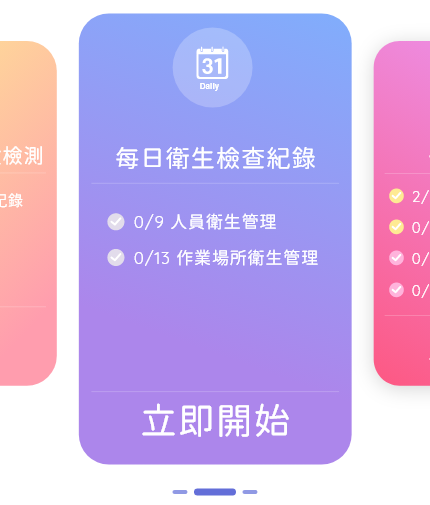 31
Daily
每日衛生檢查紀錄
0/9 人員衛生管理
0/13 作業場所衛生管理
立即開始
檢測
紀錄
2/
0/
0/
0/